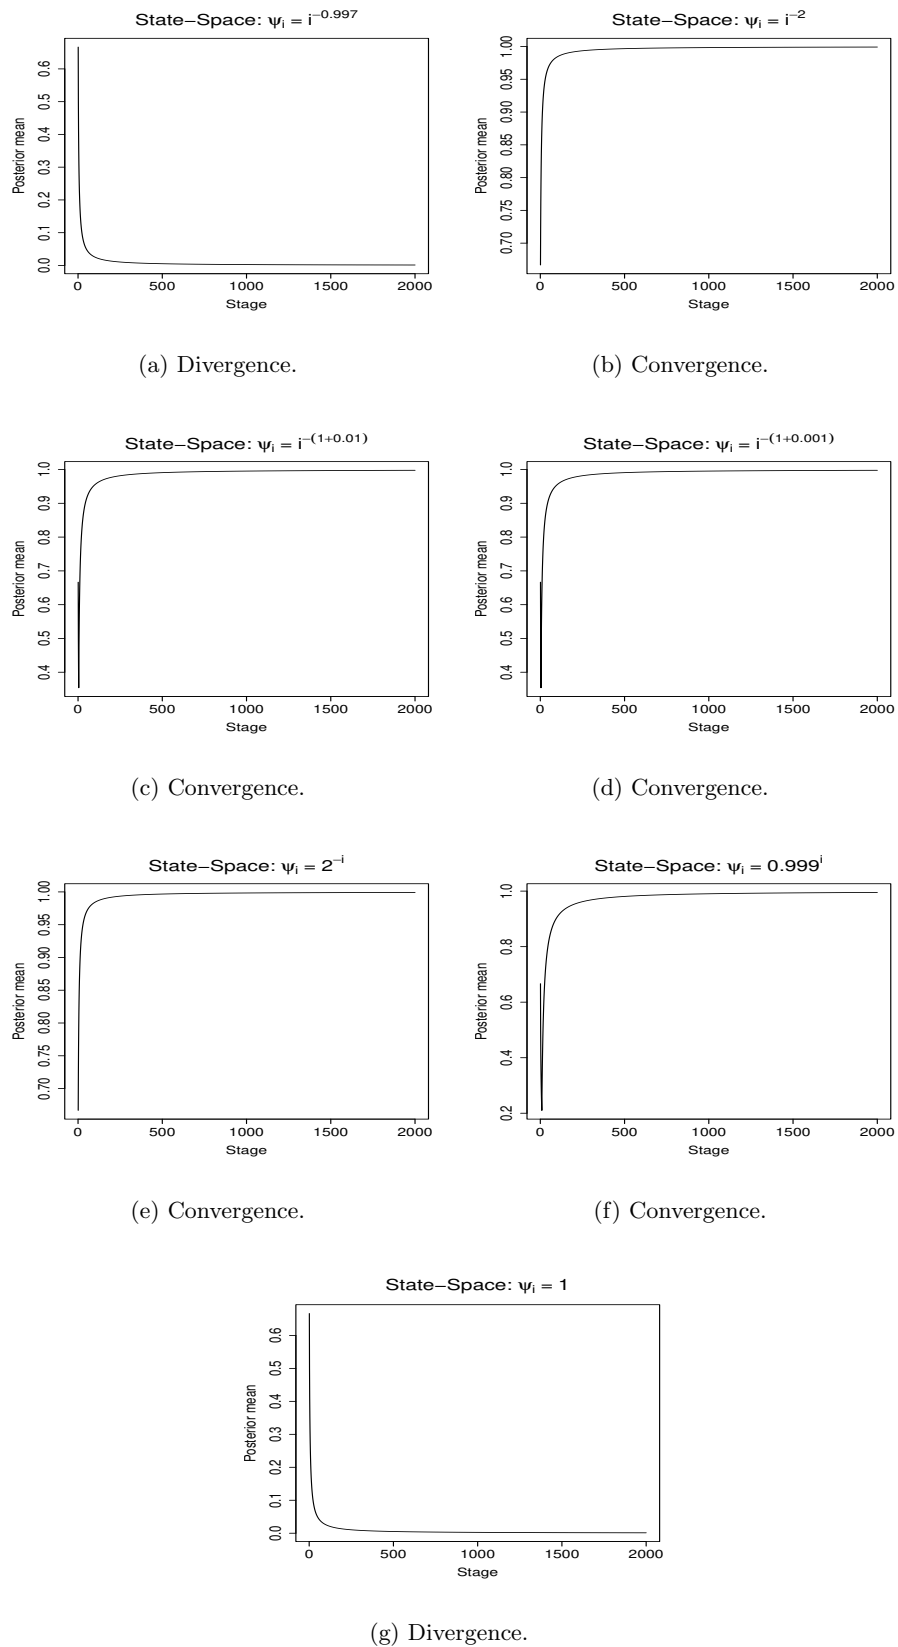 State−Space: ψi = i−0.997
Posterior mean
0.0 0.1 0.2 0.3 0.4 0.5 0.6
0 500 1000 1500 2000
Stage
(a) Divergence.
State−Space: ψi = i−2
Posterior mean
0.70 0.75 0.80 0.85 0.90 0.95 1.00
0 500 1000 1500 2000
Stage
(b) Convergence.
State−Space: ψi = i−(1+0.01)
Posterior mean
0.4 0.5 0.6 0.7 0.8 0.9 1.0
0 500 1000 1500 2000
Stage
(c) Convergence.
State−Space: ψi = i−(1+0.001)
Posterior mean
0.4 0.5 0.6 0.7 0.8 0.9 1.0
0 500 1000 1500 2000
Stage
(d) Convergence.
State−Space: ψi = 2−i
Posterior mean
0.70 0.75 0.80 0.85 0.90 0.95 1.00
0 500 1000 1500 2000
Stage
(e) Convergence.
State−Space: ψi = 0.999i
Posterior mean
0.2 0.4 0.6 0.8 1.0
0 500 1000 1500 2000
Stage
(f) Convergence.
State−Space: ψi = 1
Posterior mean
0.0 0.1 0.2 0.3 0.4 0.5 0.6
0 500 1000 1500 2000
Stage
(g) Divergence.